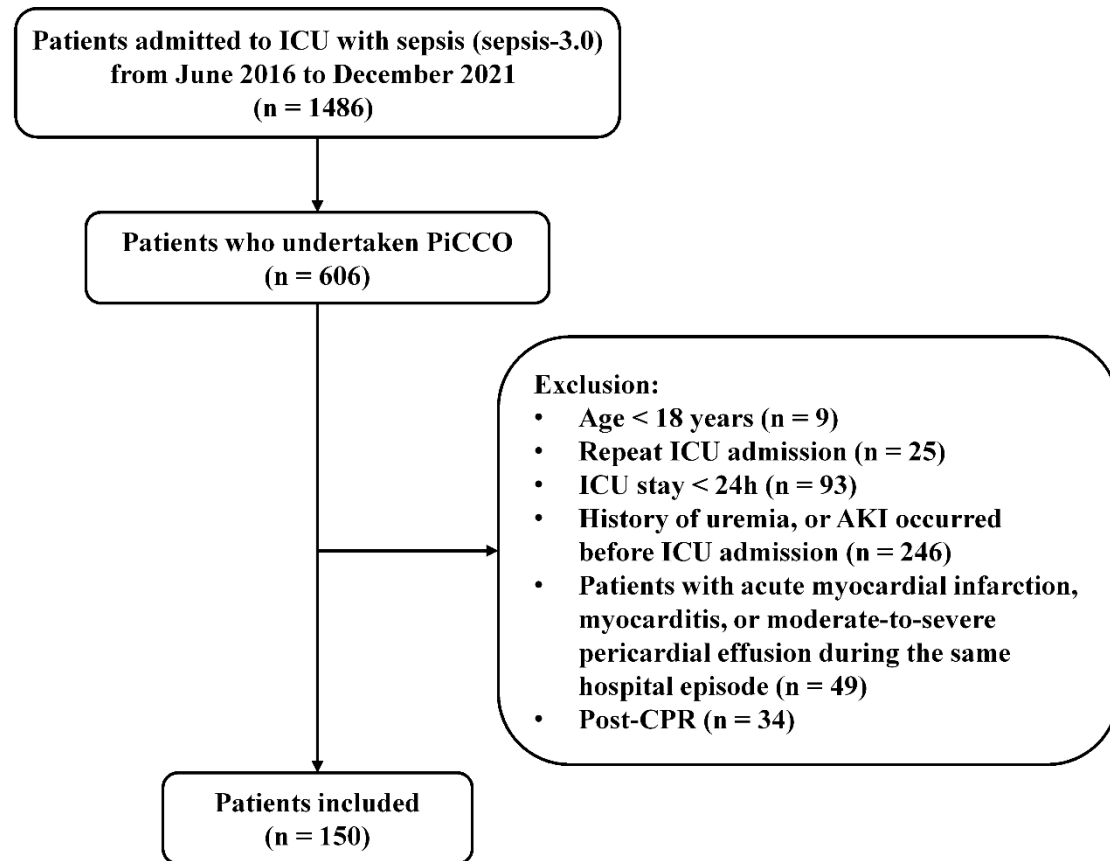 Patients admitted to ICU with sepsis (sepsis-3.0)
from June 2016 to December 2021
(n = 1486)
Patients who undertaken PiCCO
(n = 606)
Exclusion:
• Age < 18 years (n = 9)
• Repeat ICU admission (n = 25)
• ICU stay < 24h (n = 93)
• History of uremia, or AKI occurred
before ICU admission (n = 246)
• Patients with acute myocardial infarction,
myocarditis, or moderate-to-severe
pericardial effusion during the same
hospital episode (n = 49)
• Post-CPR (n = 34)
Patients included
(n = 150)